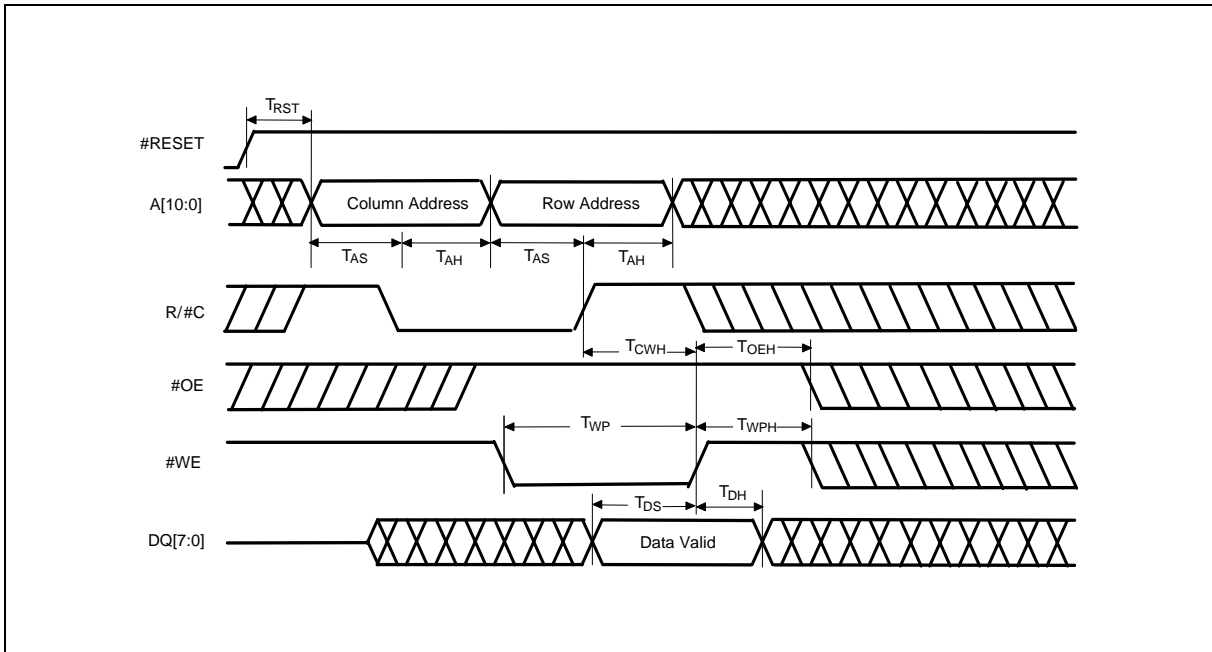 TRST
#RESET
A[10:0]
Column Address
Row Address
TAS
TAH
TAS
TAH
R/#C
TCWH
TOEH
#OE
TWP
TWPH
#WE
TDS
TDH
DQ[7:0]
Data Valid